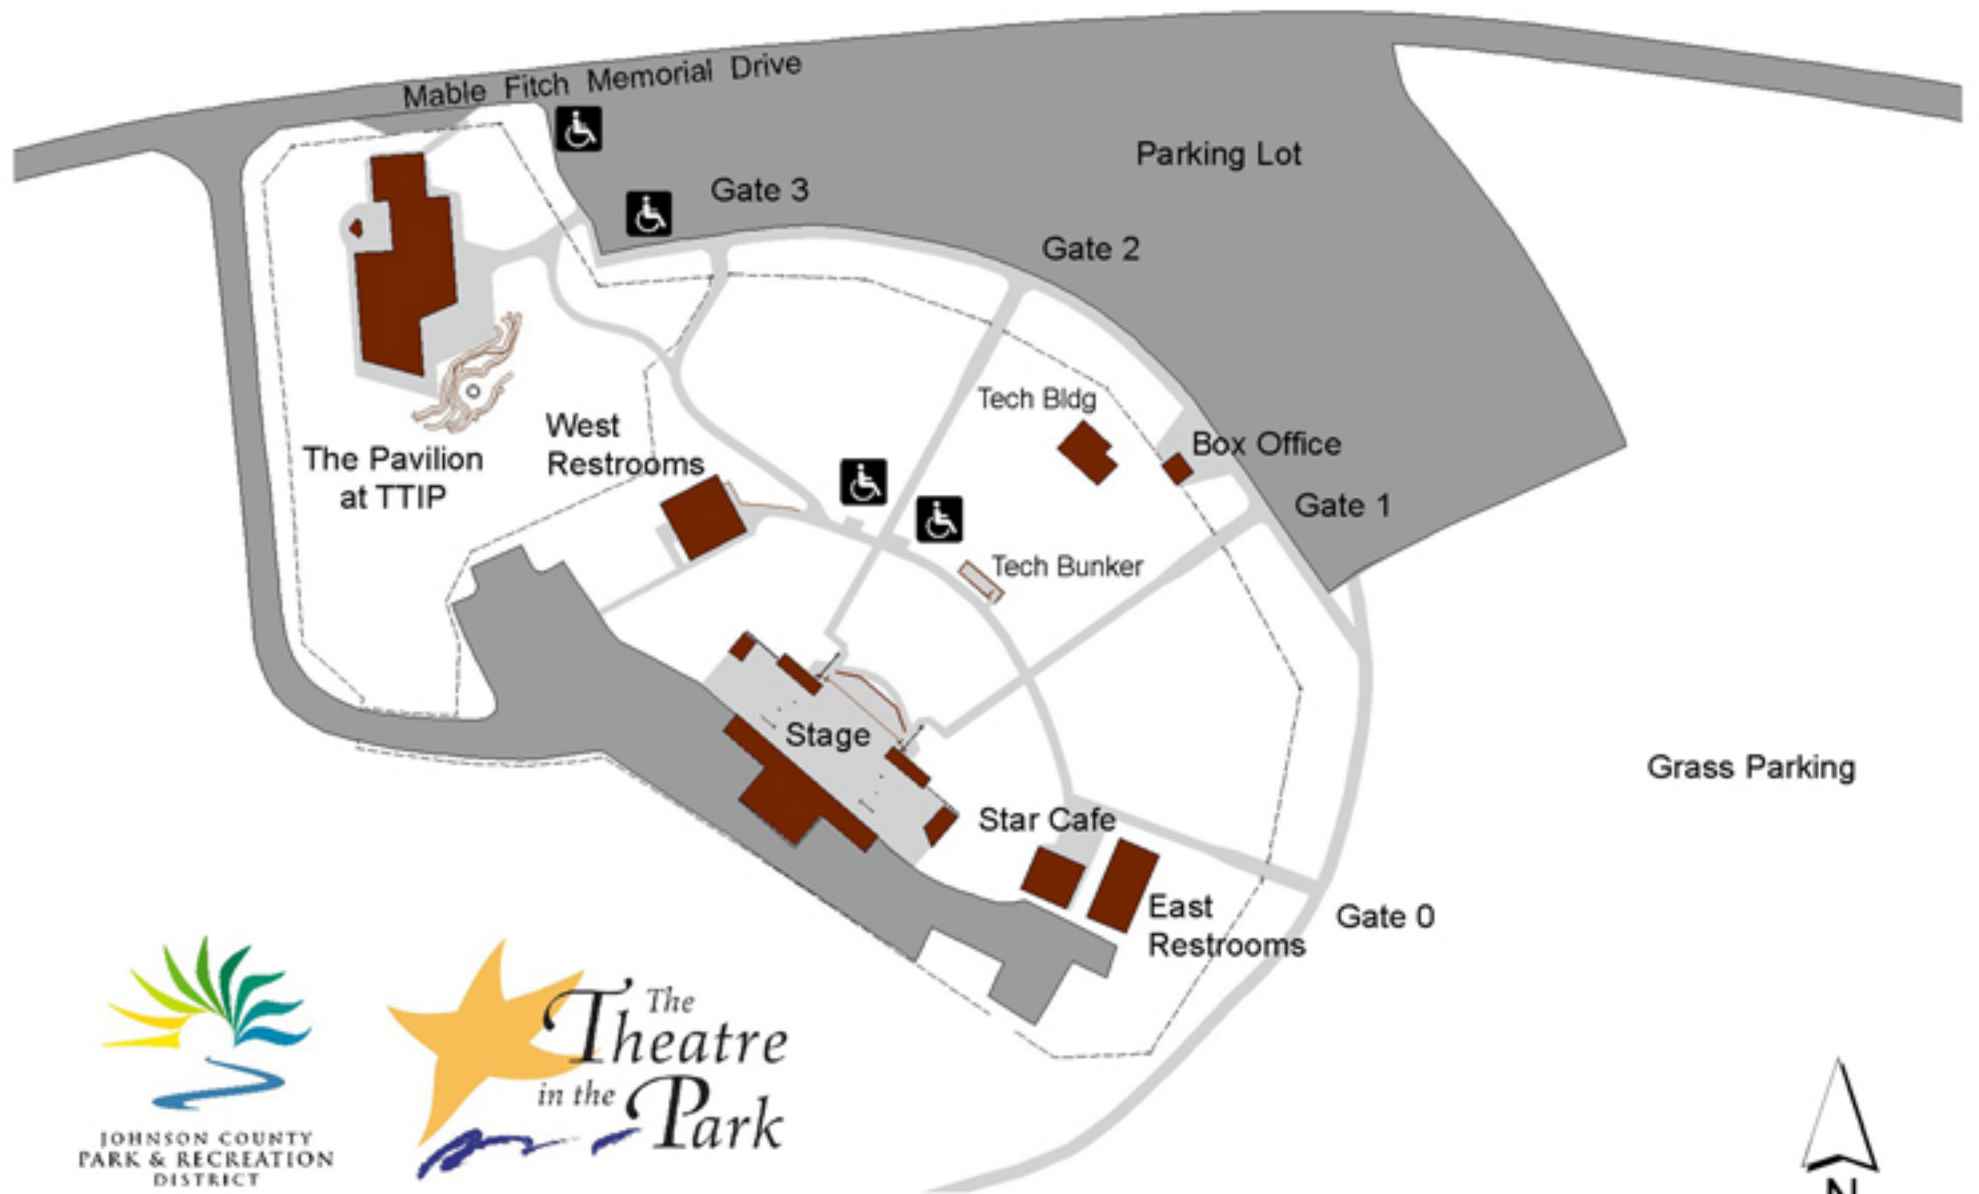 Mable Fitch Memorial Drive
Parking Lot
Gate 3
Gate 2
Tech Bldg
West
Restrooms
Box Office
The Pavilion
at TTIP
Gate 1
Tech Bunker
Stage
Grass Parking
Star Cafe
East
Restrooms
Gate 0
The
Theatre
in the
Park
JOHNSON COUNTY
PARK & RECREATION
DISTRICT
N